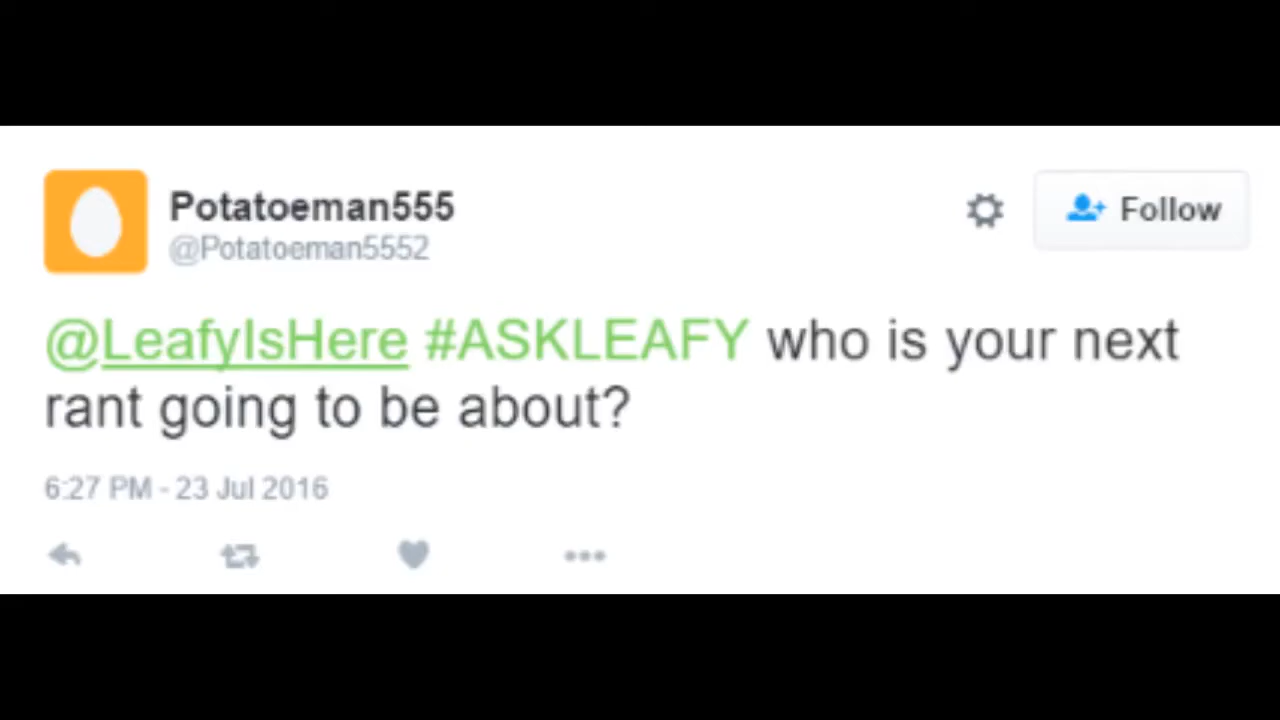 Potatoeman555
@Potatoeman5552
Follow
@LeafyIsHere #ASKLEAFY who is your next
rant going to be about?
6:27 PM - 23 Jul 2016